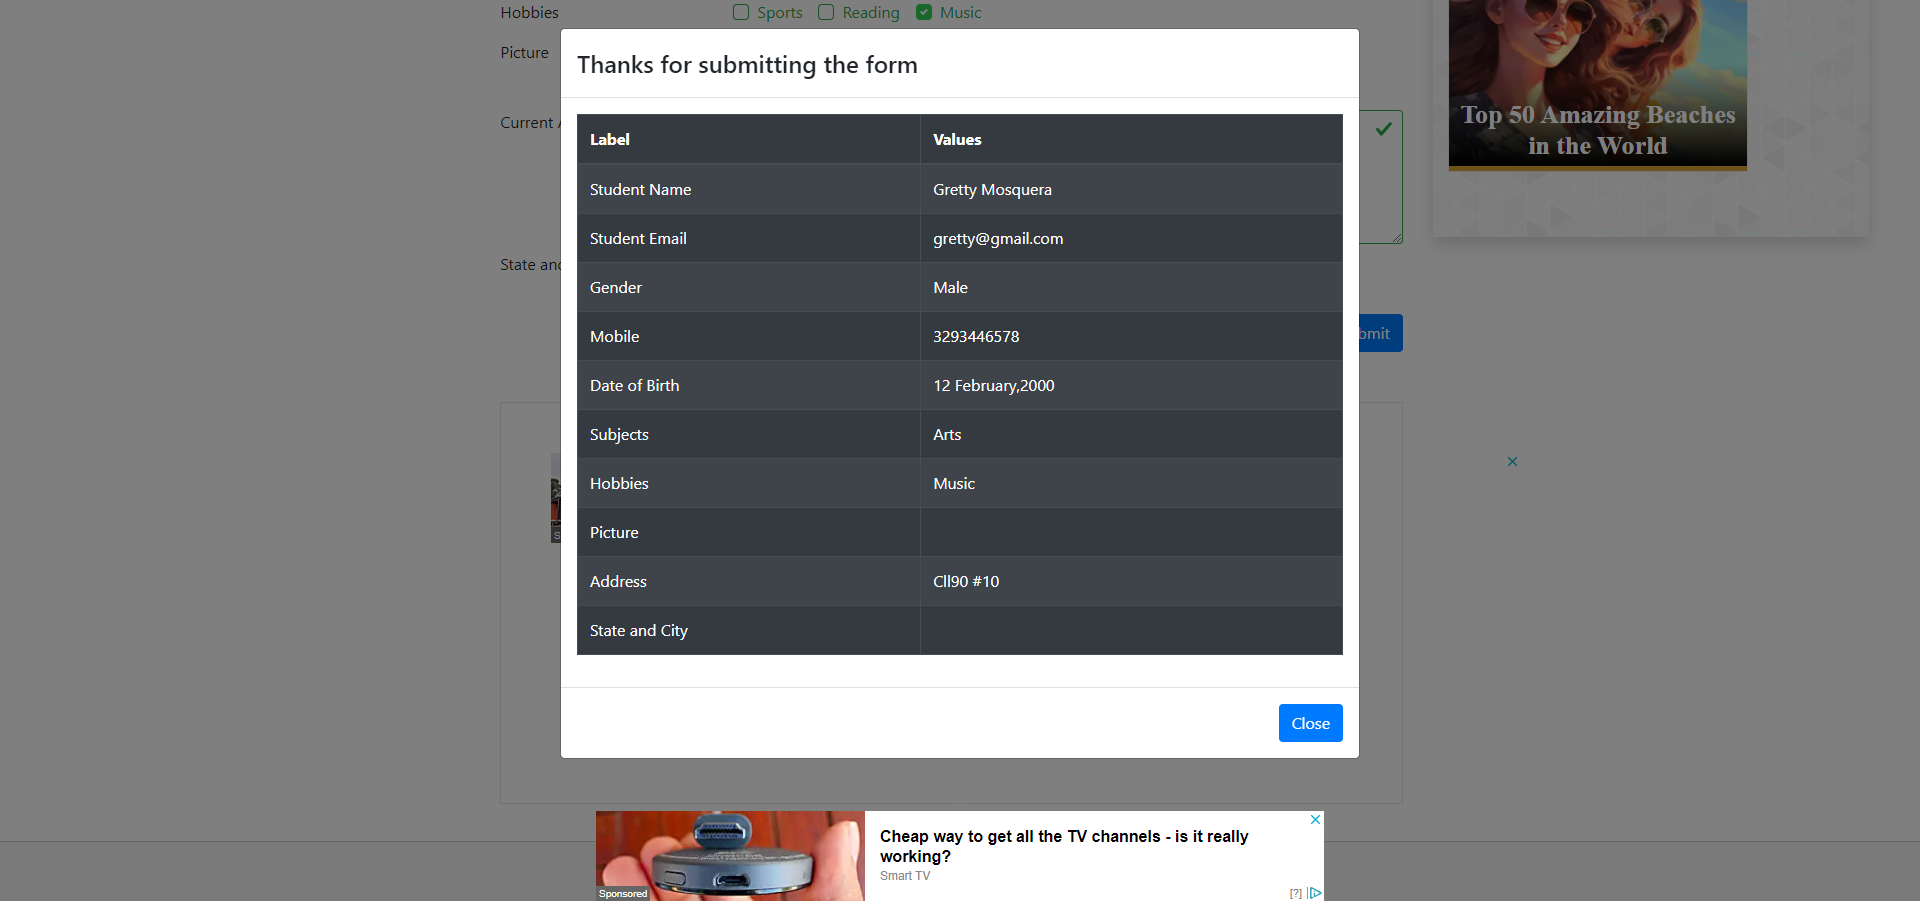 Hobbies
Sports
Reading
Music
Picture
Thanks for submitting the form
Current A
Label Values
Student Name Gretty Mosquera
Student Email gretty@gmail.com
Gender Male
Mobile 3293446578
Date of Birth 12 February,2000
Subjects Arts
Hobbies Music
Picture
Address Cll90 #10
State and City
Close
State and
bmit
Top 50 Amazing Beaches
in the World
Cheap way to get all the TV channels - is it really
working?
Smart TV
Sponsored
[?]